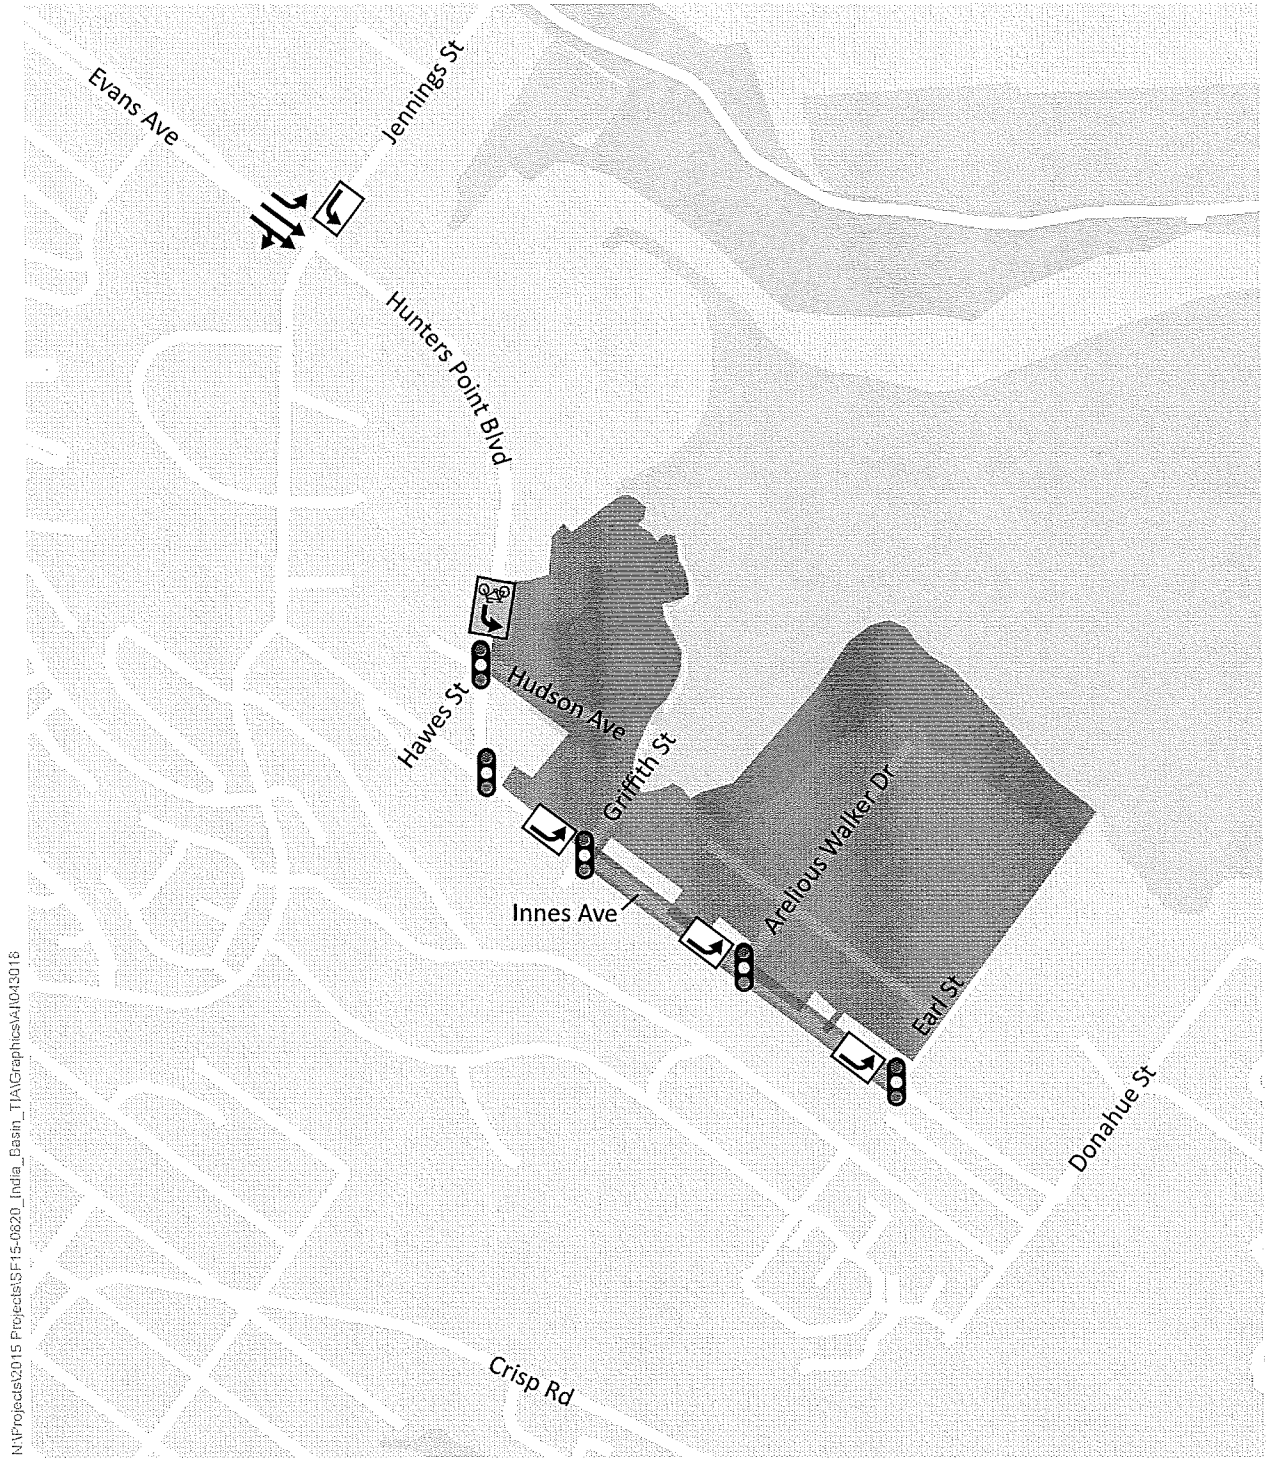 Evans Ave
Jennings St
Hunters Point Blvd
Hawes St
Hudson Ave
Griffith St
Innes Ave
Arelious Walker Dr
Earl St
Donahue St
Crisp Rd
N:\Projects\2015 Projects\SF15-0820_India_Basin_TIA\Graphics\AI\043016